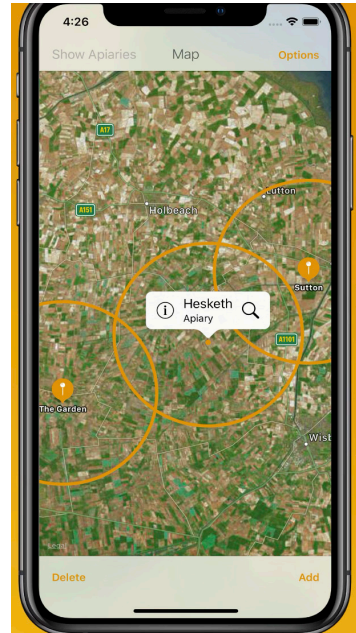 4:26
Show Apiaries
Map
Options
A17
Lutton
A151
Holbeach
Sutton
Hesketh
Apiary
A1101
The Garden
Wisb
Legal
Delete
Add